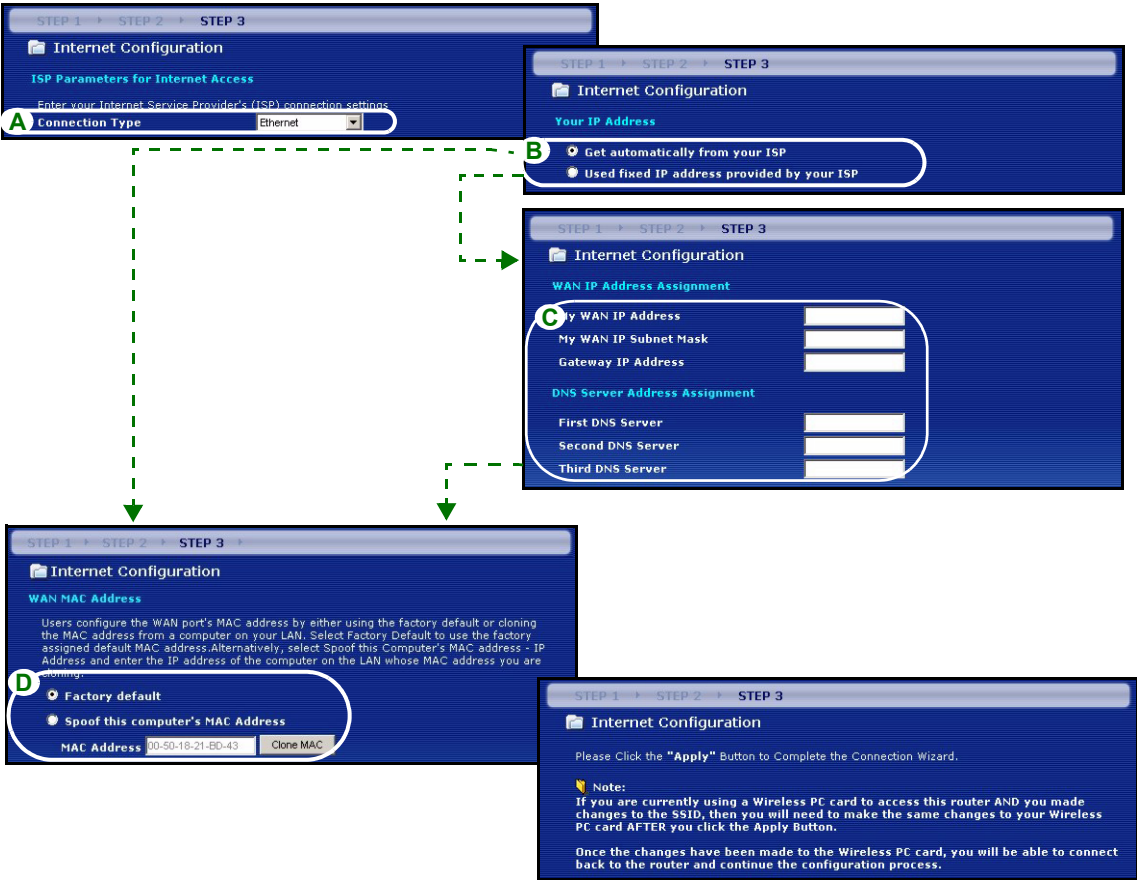 STEP 1 STEP 2 STEP 3
Internet Configuration
ISP Parameters for Internet Access
Enter your Internet Service Provider's (ISP) connection settings
A Connection Type Ethernet
STEP 1 STEP 2 STEP 3
Internet Configuration
Your IP Address
B Get automatically from your ISP
Used fixed IP address provided by your ISP
STEP 1 STEP 2 STEP 3
Internet Configuration
WAN IP Address Assignment
C My WAN IP Address
My WAN IP Subnet Mask
Gateway IP Address
DNS Server Address Assignment
First DNS Server
Second DNS Server
Third DNS Server
STEP 1 STEP 2 STEP 3
Internet Configuration
WAN MAC Address
Users configure the WAN port's MAC address by either using the factory default or cloning
the MAC address from a computer on your LAN. Select Factory Default to use the factory
assigned default MAC address.Alternatively, select Spoof this Computer's MAC address - IP
Address and enter the IP address of the computer on the LAN whose MAC address you are
cloning.
D Factory default
Spoof this computer's MAC Address
MAC Address 00-50-18-21-BD-43 Clone MAC
STEP 1 STEP 2 STEP 3
Internet Configuration
Please Click the "Apply" Button to Complete the Connection Wizard.
Note:
If you are currently using a Wireless PC card to access this router AND you made
changes to the SSID, then you will need to make the same changes to your Wireless
PC card AFTER you click the Apply Button.
Once the changes have been made to the Wireless PC card, you will be able to connect
back to the router and continue the configuration process.